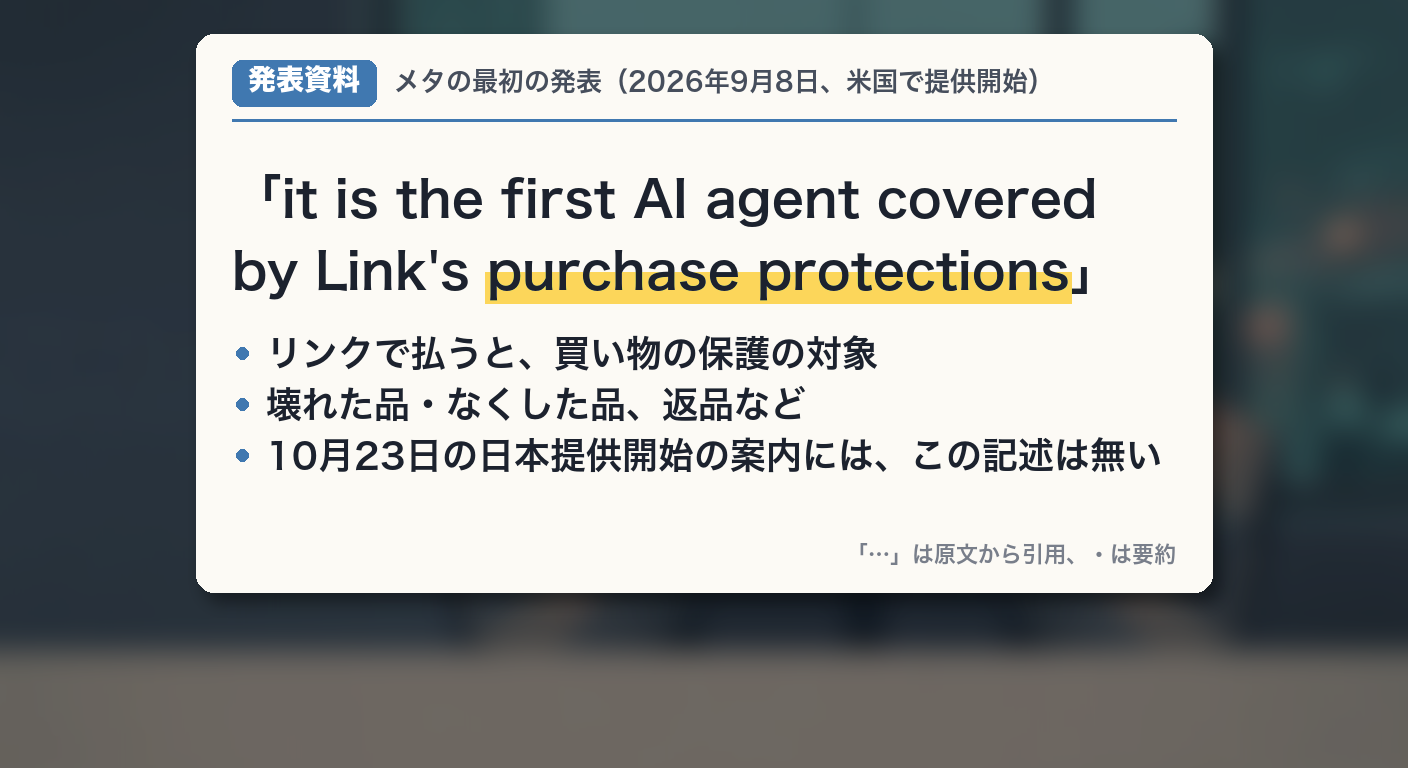 発表資料 メタの最初の発表（2026年9月8日、米国で提供開始）
「it is the first AI agent covered
by Link's purchase protections」
• リンクで払うと、買い物の保護の対象
• 壊れた品・なくした品、返品など
• 10月23日の日本提供開始の案内には、この記述は無い
「…」は原文から引用、・は要約